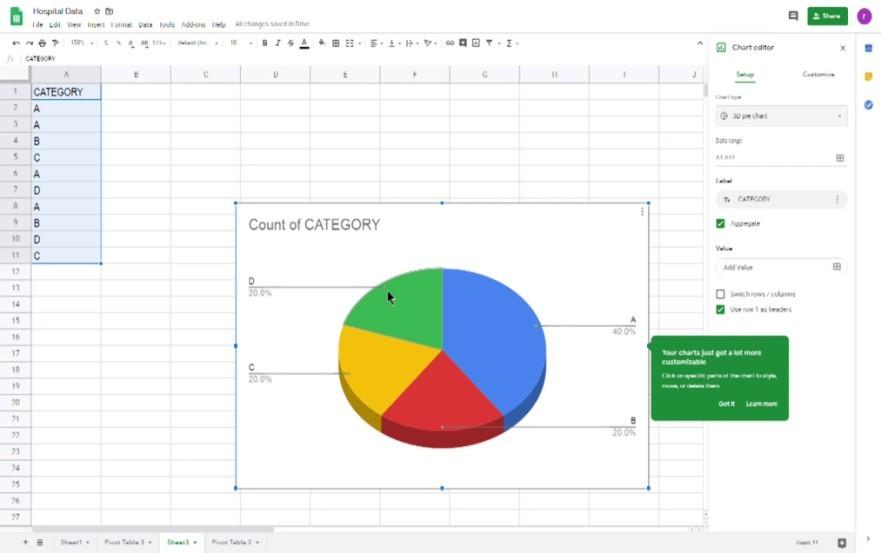 Hospital Data
File Edit View Insert Format Data Tools Add-ons Help All changes saved in Drive
Share
r
100% $ % .0 .00 123 Default (Ari... 10 B I S A
fx CATEGORY
A B C D E F G H I J
1 CATEGORY
2 A
3 A
4 B
5 C
6 A
7 D
8 A
9 B
10 D
11 C
12
13
14
15
16
17
18
19
20
21
22
23
24
25
26
27
Count of CATEGORY
D
20.0%
A
40.0%
C
20.0%
B
20.0%
Chart editor
Setup Customize
Chart type
3D pie chart
Data range
A1:A11
Label
Tr CATEGORY
Aggregate
Value
Add Value
Switch rows / columns
Use row 1 as headers
Your charts just got a lot more
customizable
Click on specific parts of the chart to style,
move, or delete them
Got it Learn more
Sheet1 Pivot Table 3 Sheet3 Pivot Table 2
Count: 11